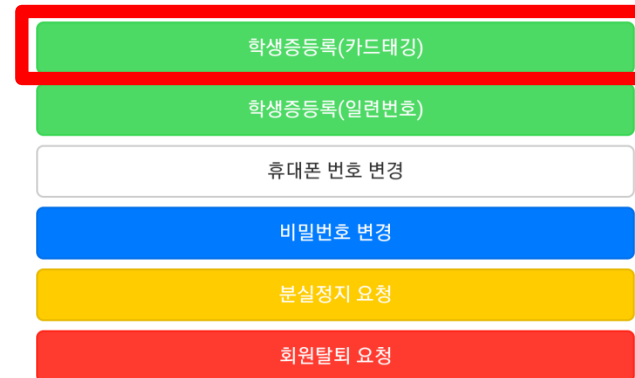 학생증등록(카드태깅)
학생증등록(일련번호)
휴대폰 번호 변경
비밀번호 변경
분실정지 요청
회원탈퇴 요청